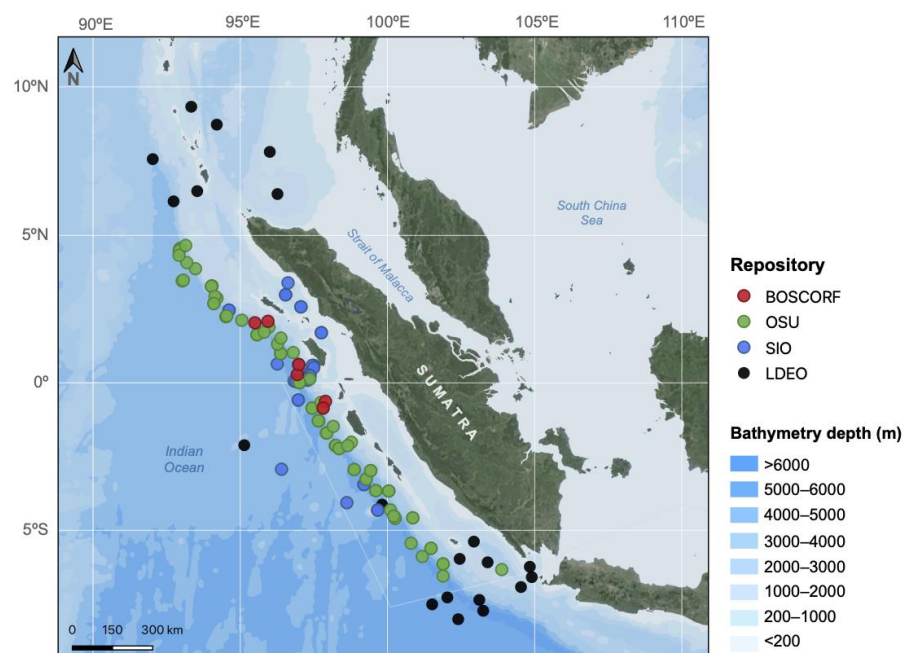 90ºE 95ºE 100ºE 105ºE 110ºE
N
10ºN
5ºN
0º
5ºS
South China
Sea
Strait of Malacca
SUMATRA
Indian
Ocean
0 150 300 km
Repository
BOSCORF
OSU
SIO
LDEO
Bathymetry depth (m)
>6000
5000–6000
4000–5000
3000–4000
2000–3000
1000–2000
200–1000
<200